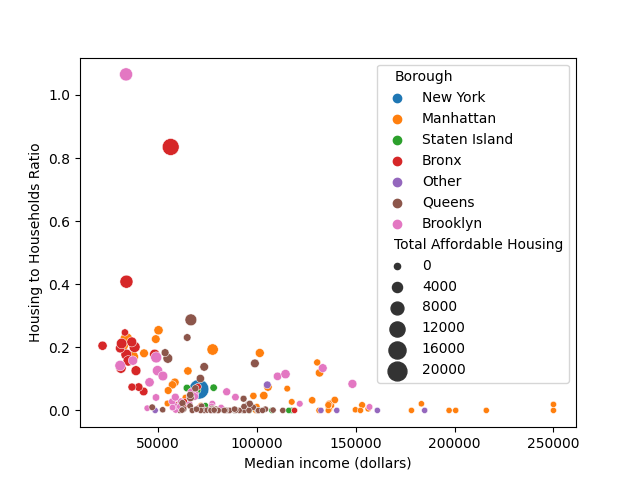 Housing to Households Ratio
1.0
0.8
0.6
0.4
0.2
0.0
Borough
New York
Manhattan
Staten Island
Bronx
Other
Queens
Brooklyn
Total Affordable Housing
0
4000
8000
12000
16000
20000
50000 100000 150000 200000 250000
Median income (dollars)